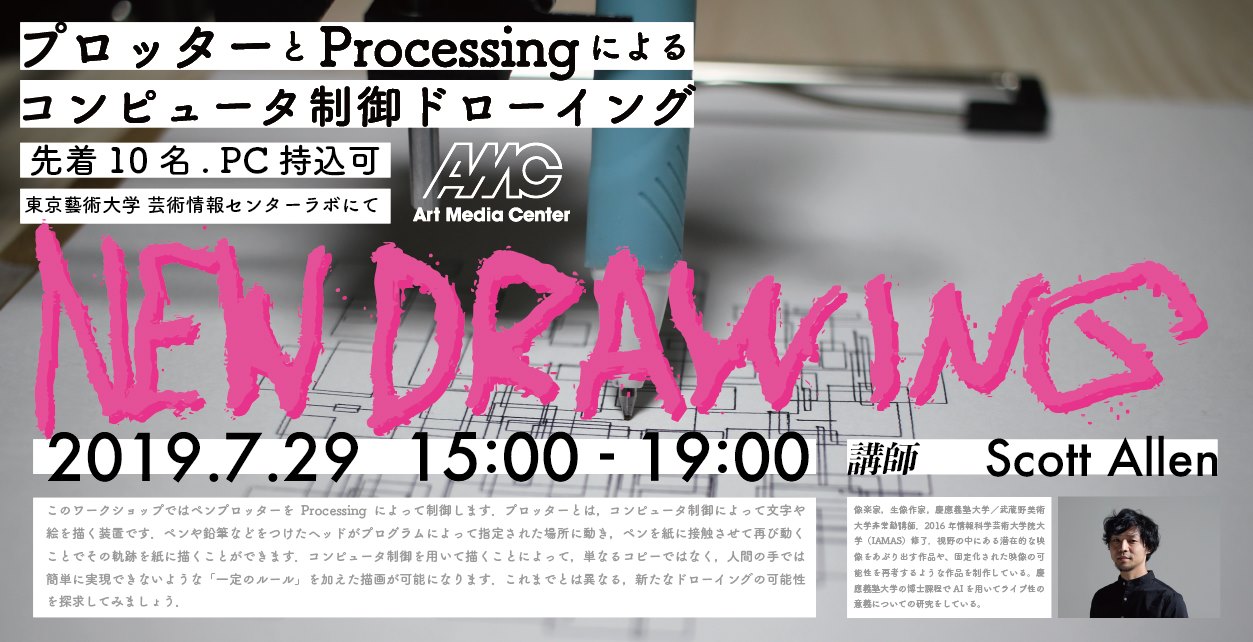 プロッターとProcessingによる
コンピュータ制御ドローイング
先着10名.PC持込可
東京藝術大学 芸術情報センターラボにて
AMC
Art Media Center
NEW DRAWING
2019.7.29 15:00 - 19:00
講師 Scott Allen
このワークショップではペンプロッターを Processing によって制御します．プロッターとは，コンピュータ制御によって文字や
絵を描く装置です．ペンや鉛筆などをつけたヘッドがプログラムによって指定された場所に動き，ペンを紙に接触させて再び動く
ことでその軌跡を紙に描くことができます．コンピュータ制御を用いて描くことによって，単なるコピーではなく，人間の手では
簡単に実現できないような「一定のルール」を加えた描画が可能になります．これまでとは異なる，新たなドローイングの可能性
を探求してみましょう．
像楽家，生像作家，慶應義塾大学／武蔵野美術
大学非常勤講師．2016 年情報科学芸術大学院大
学（IAMAS）修了．視野の中にある潜在的な映
像をあぶり出す作品や、固定化された映像の可
能性を再考するような作品を制作している。慶
應義塾大学の博士課程で AI を用いてライブ性の
意義についての研究をしている。